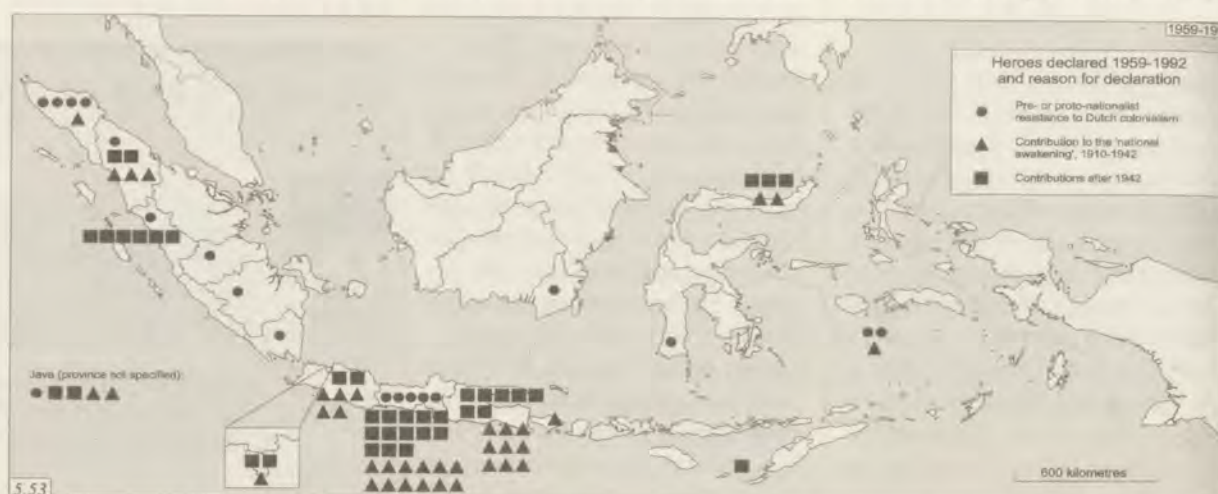 1959-19
Heroes declared 1959-1992
and reason for declaration
Pre- or proto-nationalist
resistance to Dutch colonialism
Contribution to the 'national
awakening', 1910-1942
Contributions after 1942
Java (province not specified):
600 kilometres
5.53